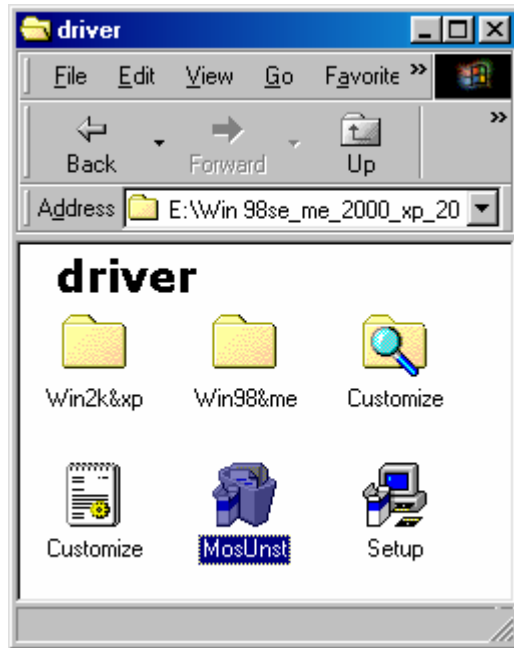 driver
File Edit View Go Favorite »
Back Forward Up »
Address E:\Win 98se_me_2000_xp_20
driver
Win2k&xp Win98&me Customize
Customize MosUnst Setup